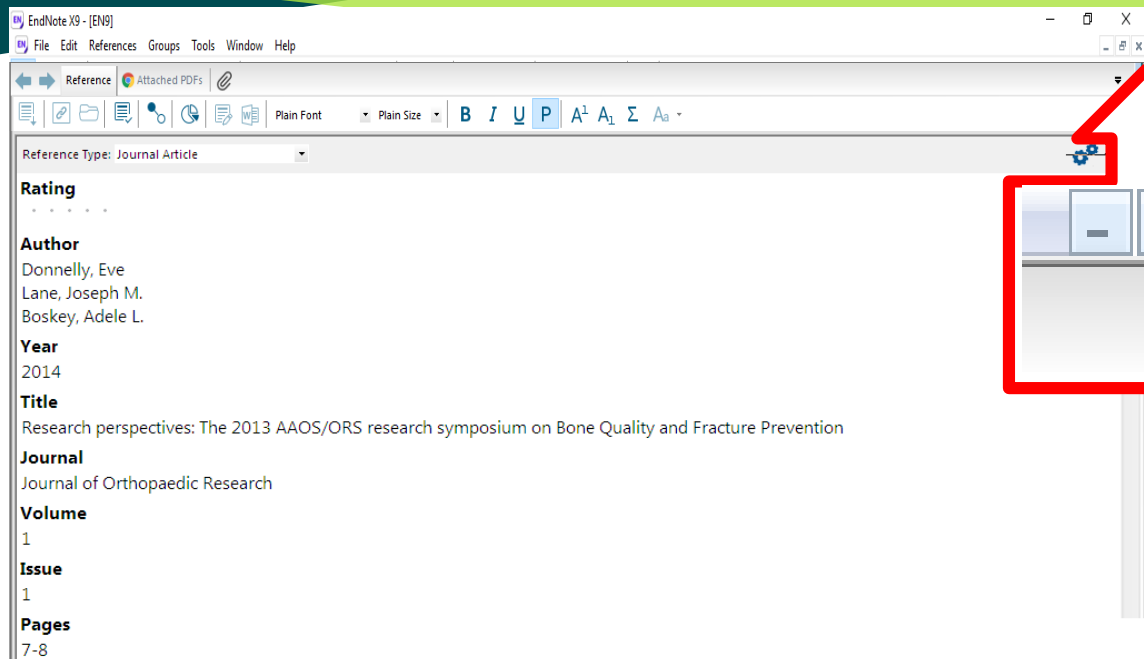 EndNote X9 - [EN9]
File Edit References Groups Tools Window Help
Reference Attached PDFs
Plain Font Plain Size B I U P A1 A1 Σ Aa
Reference Type: Journal Article
Rating
Author
Donnelly, Eve
Lane, Joseph M.
Boskey, Adele L.
Year
2014
Title
Research perspectives: The 2013 AAOS/ORS research symposium on Bone Quality and Fracture Prevention
Journal
Journal of Orthopaedic Research
Volume
1
Issue
1
Pages
7-8